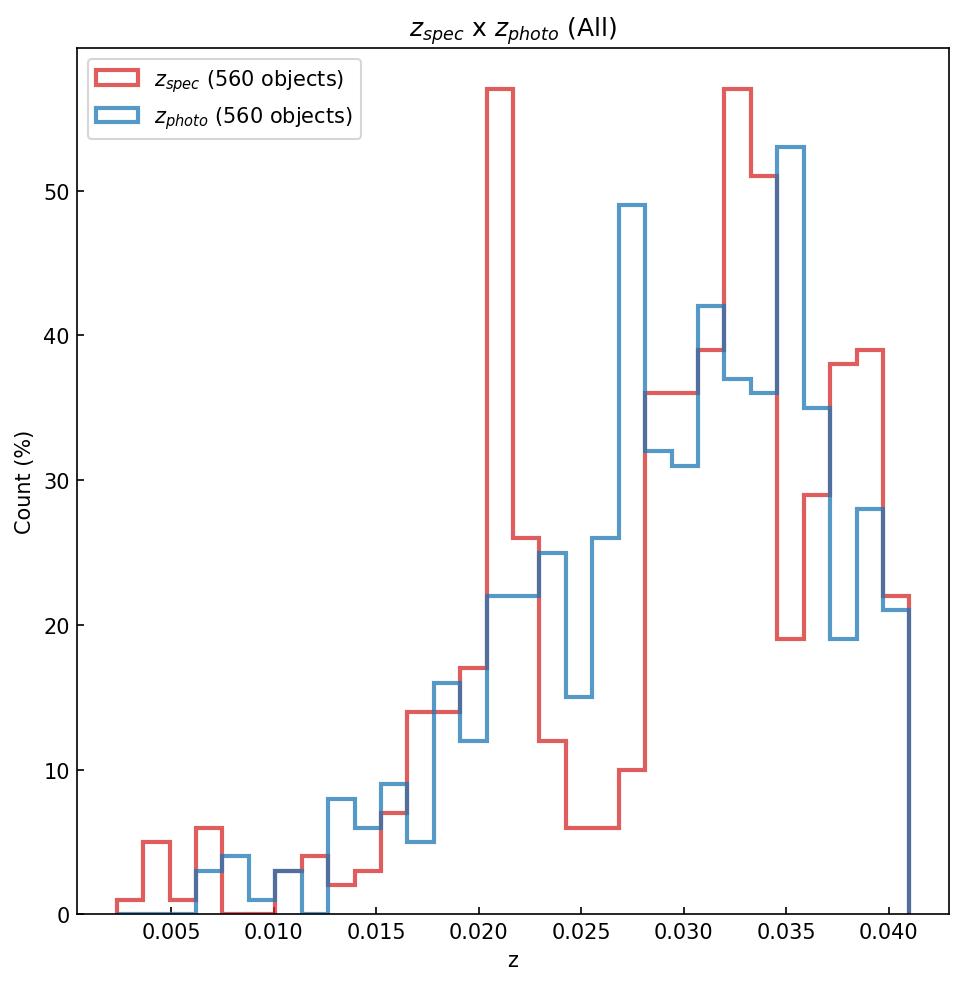 z_spec x z_photo (All)
z_spec (560 objects)
z_photo (560 objects)
Count (%)
50
40
30
20
10
0
0.005 0.010 0.015 0.020 0.025 0.030 0.035 0.040
z